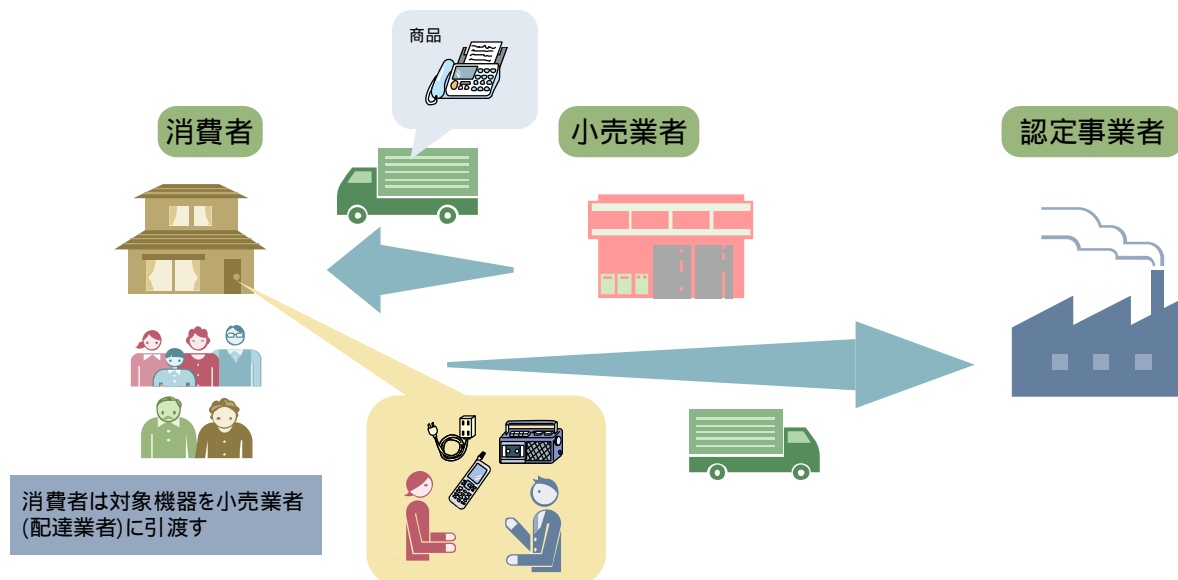 商品
消費者
小売業者
認定事業者
消費者は対象機器を小売業者
(配達業者)に引渡す